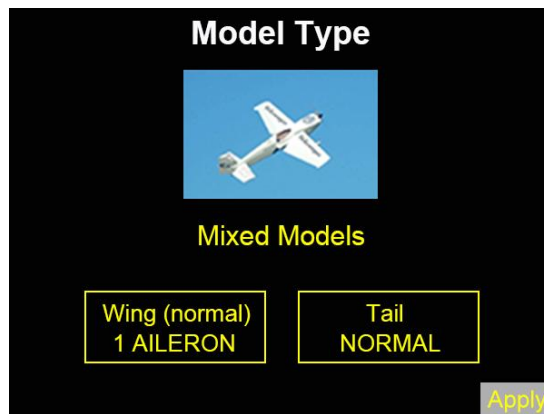 Model Type
Mixed Models
Wing (normal)
1 AILERON
Tail
NORMAL
Apply